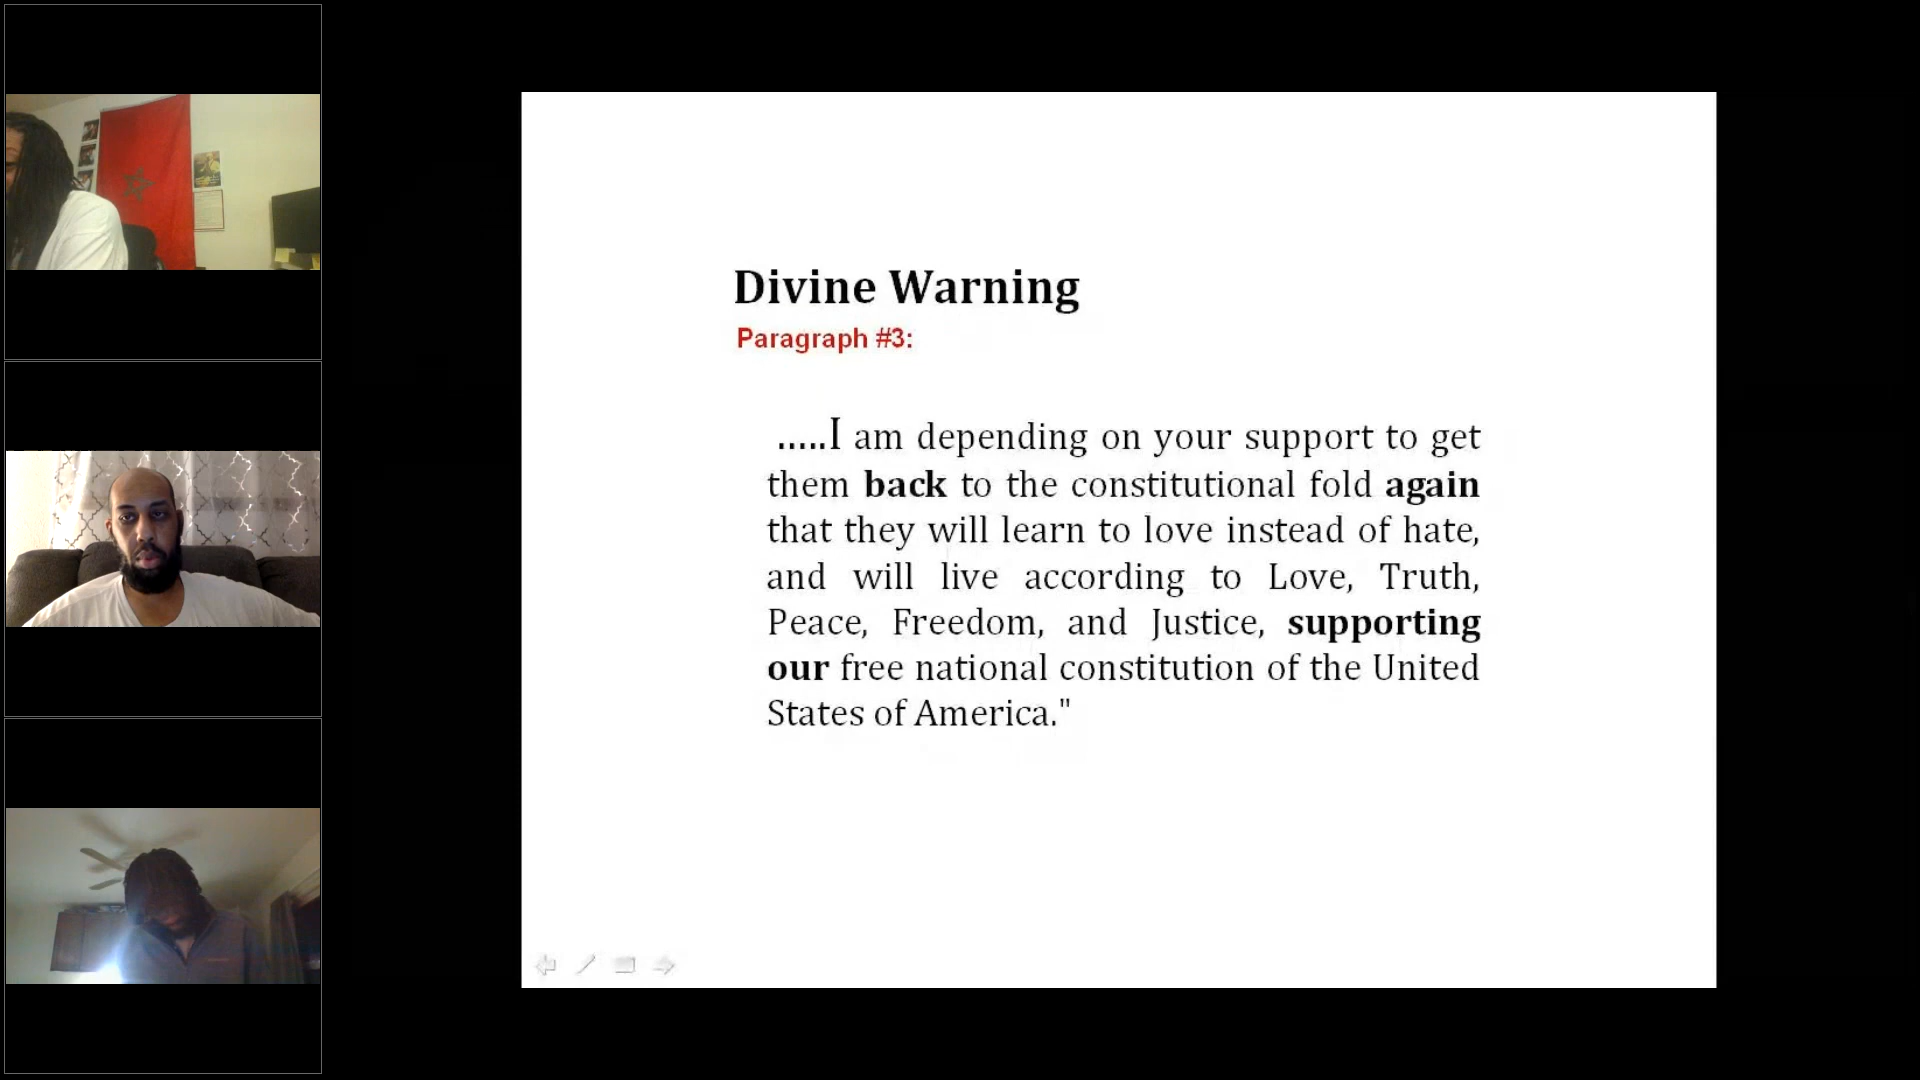 Divine Warning
Paragraph #3:
.....I am depending on your support to get
them back to the constitutional fold again
that they will learn to love instead of hate,
and will live according to Love, Truth,
Peace, Freedom, and Justice, supporting
our free national constitution of the United
States of America."